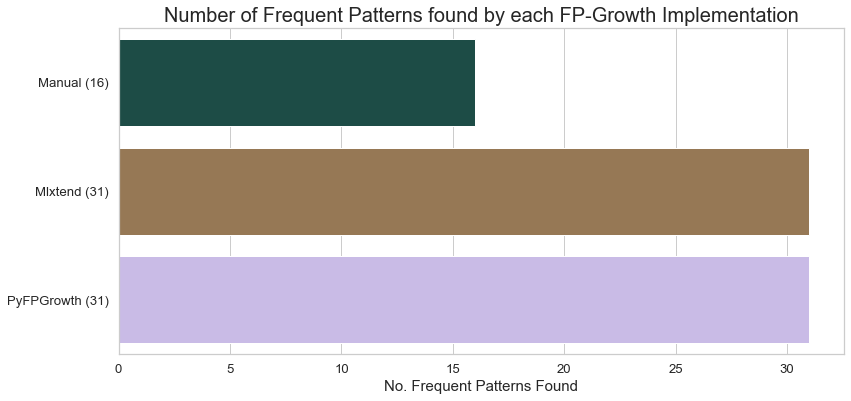 Number of Frequent Patterns found by each FP-Growth Implementation
Manual (16)
Mlxtend (31)
PyFPGrowth (31)
0 5 10 15 20 25 30
No. Frequent Patterns Found